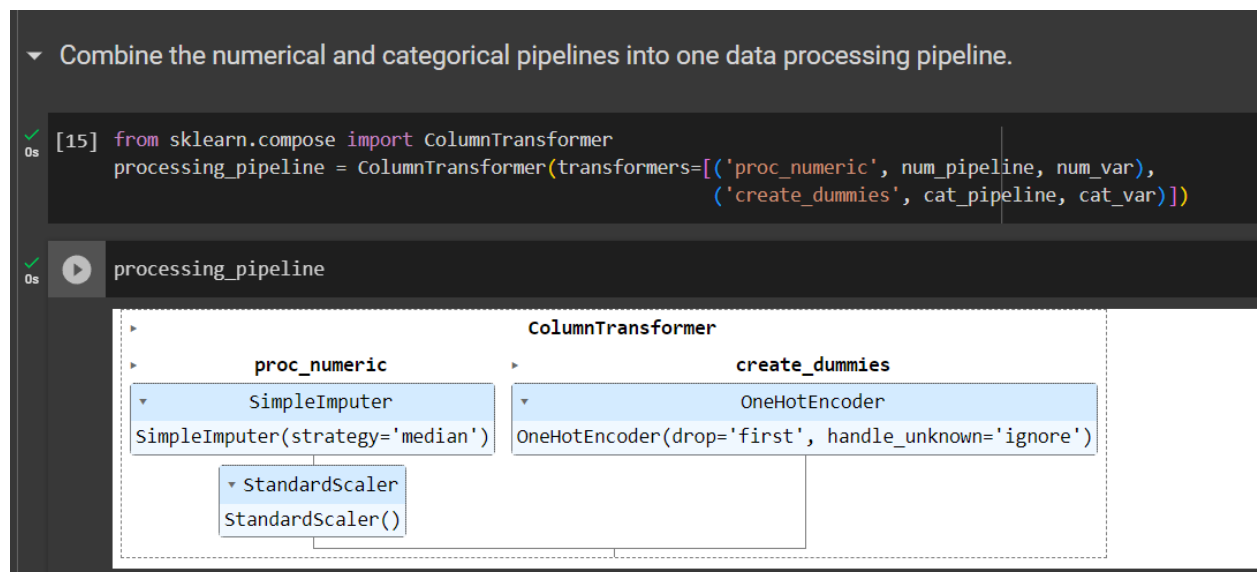 Combine the numerical and categorical pipelines into one data processing pipeline.
[15] from sklearn.compose import ColumnTransformer
0s
processing_pipeline = ColumnTransformer(transformers=[('proc_numeric', num_pipeline, num_var),
('create_dummies', cat_pipeline, cat_var)])
processing_pipeline
0s
ColumnTransformer
proc_numeric create_dummies
SimpleImputer OneHotEncoder
SimpleImputer(strategy='median') OneHotEncoder(drop='first', handle_unknown='ignore')
StandardScaler
StandardScaler()